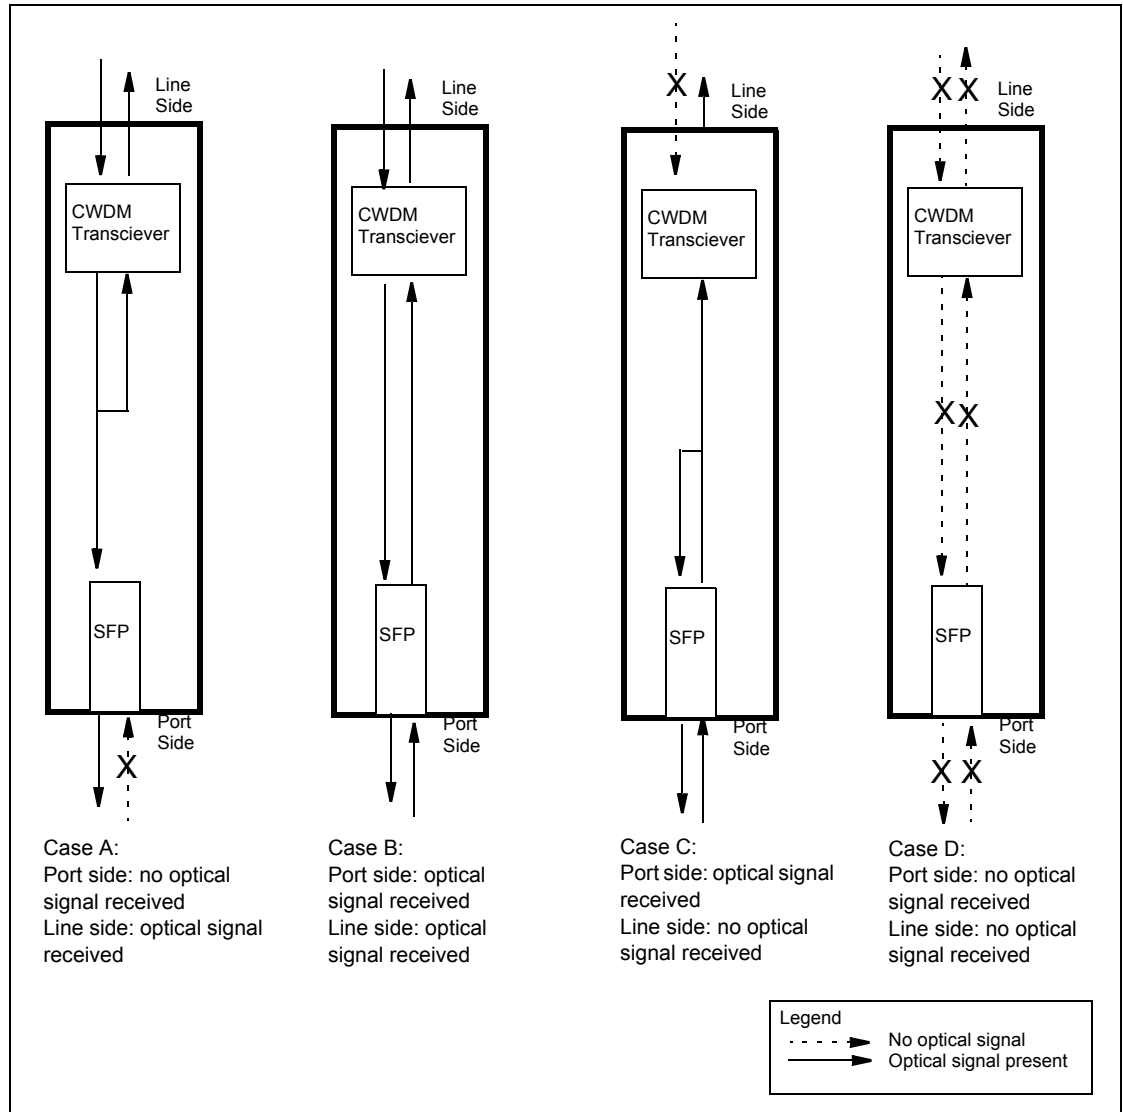 Line
Side
CWDM
Transciever
SFP
Port
Side
X
Case A:
Port side: no optical
signal received
Line side: optical signal
received
Line
Side
CWDM
Transciever
SFP
Port
Side
Case B:
Port side: optical
signal received
Line side: optical
signal received
X
Line
Side
CWDM
Transciever
SFP
Port
Side
Case C:
Port side: optical signal
received
Line side: no optical
signal received
X X
Line
Side
CWDM
Transciever
X X
SFP
Port
Side
X X
Case D:
Port side: no optical
signal received
Line side: no optical
signal received
Legend
No optical signal
Optical signal present